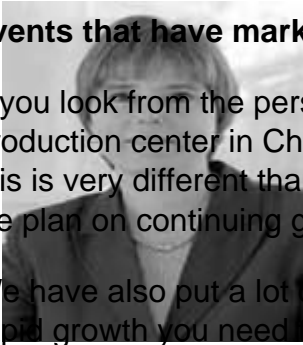 vents that have mark
you look from the pers
roduction center in Ch
is is very different tha
e plan on continuing g
e have also put a lot
pid growth you need